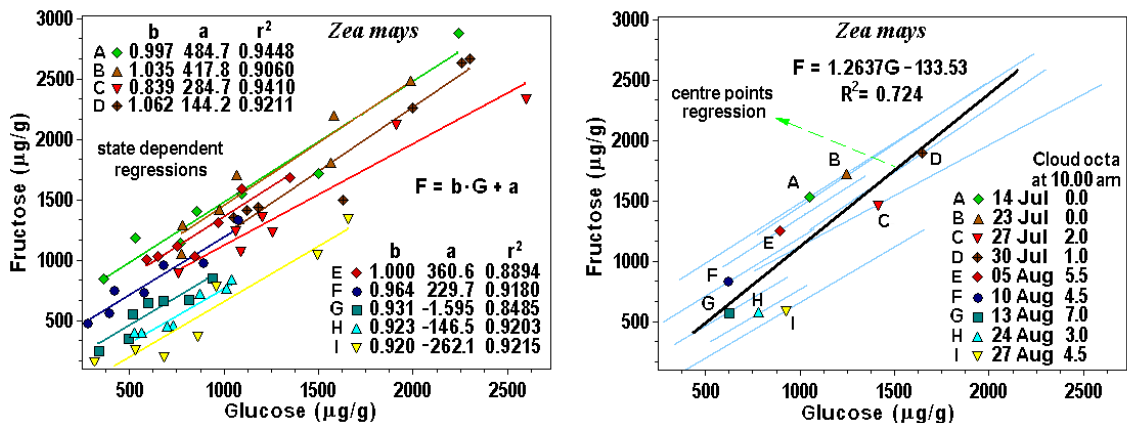 Zea mays
b a r²
A 0.997 484.7 0.9448
B 1.035 417.8 0.9060
C 0.839 284.7 0.9410
D 1.062 144.2 0.9211
state dependent
regressions
F = b·G + a
b a r²
E 1.000 360.6 0.8894
F 0.964 229.7 0.9180
G 0.931 -1.595 0.8485
H 0.923 -146.5 0.9203
I 0.920 -262.1 0.9215
3000
2500
2000
1500
1000
500
Fructose (µg/g)
500 1000 1500 2000 2500
Glucose (µg/g)
Zea mays
F = 1.2637G-133.53
R²= 0.724
centre points
regression
A
B
C
D
E
F
G
H
I
Cloud octa
at 10.00 am
A 14 Jul 0.0
B 23 Jul 0.0
C 27 Jul 2.0
D 30 Jul 1.0
E 05 Aug 5.5
F 10 Aug 4.5
G 13 Aug 7.0
H 24 Aug 3.0
I 27 Aug 4.5
3000
2500
2000
1500
1000
500
Fructose (µg/g)
500 1000 1500 2000 2500
Glucose (µg/g)